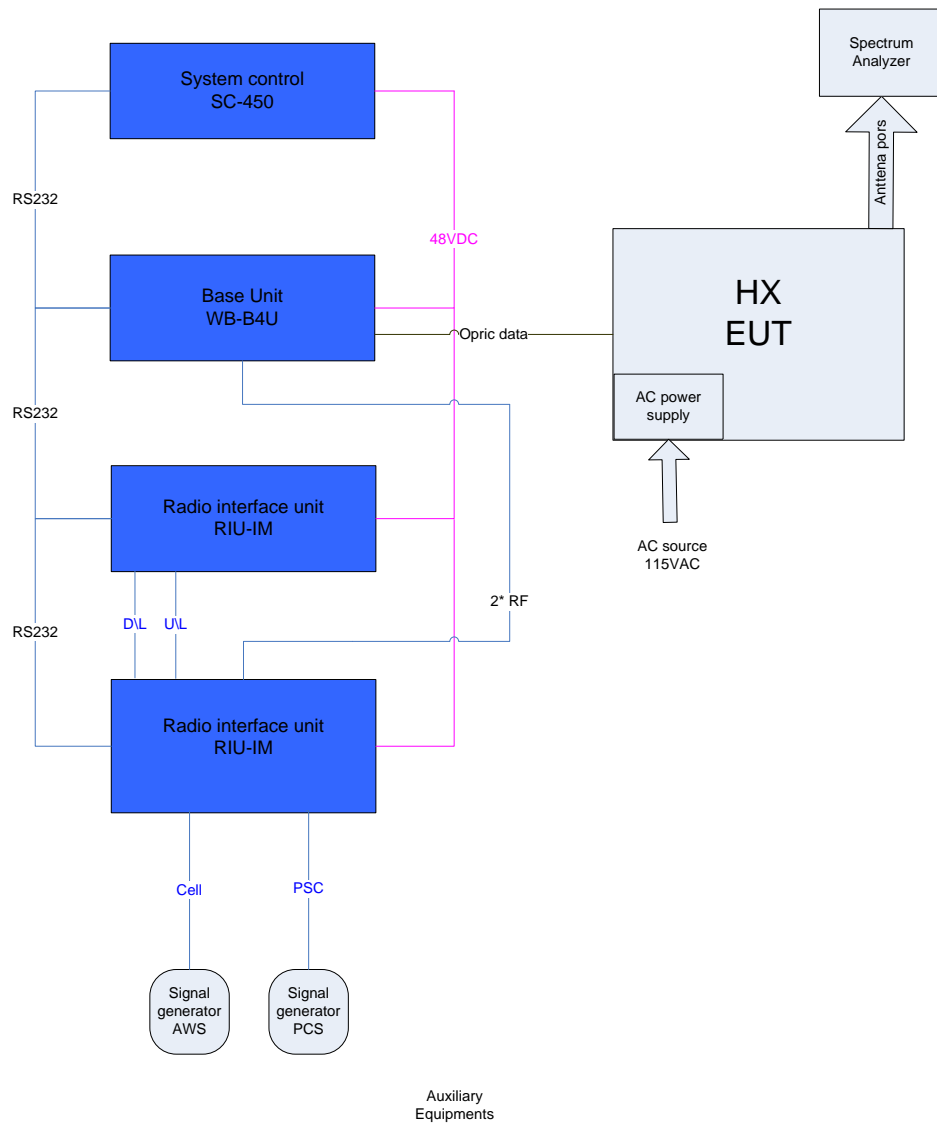 Spectrum
Analyzer
System control
SC-450
Anttena pors
RS232
48VDC
Base Unit
WB-B4U
HX
EUT
Opric data
AC power
supply
RS232
Radio interface unit
RIU-IM
AC source
115VAC
2* RF
D\L
U\L
RS232
Radio interface unit
RIU-IM
Cell
PSC
Signal
generator
AWS
Signal
generator
PCS
Auxiliary
Equipments